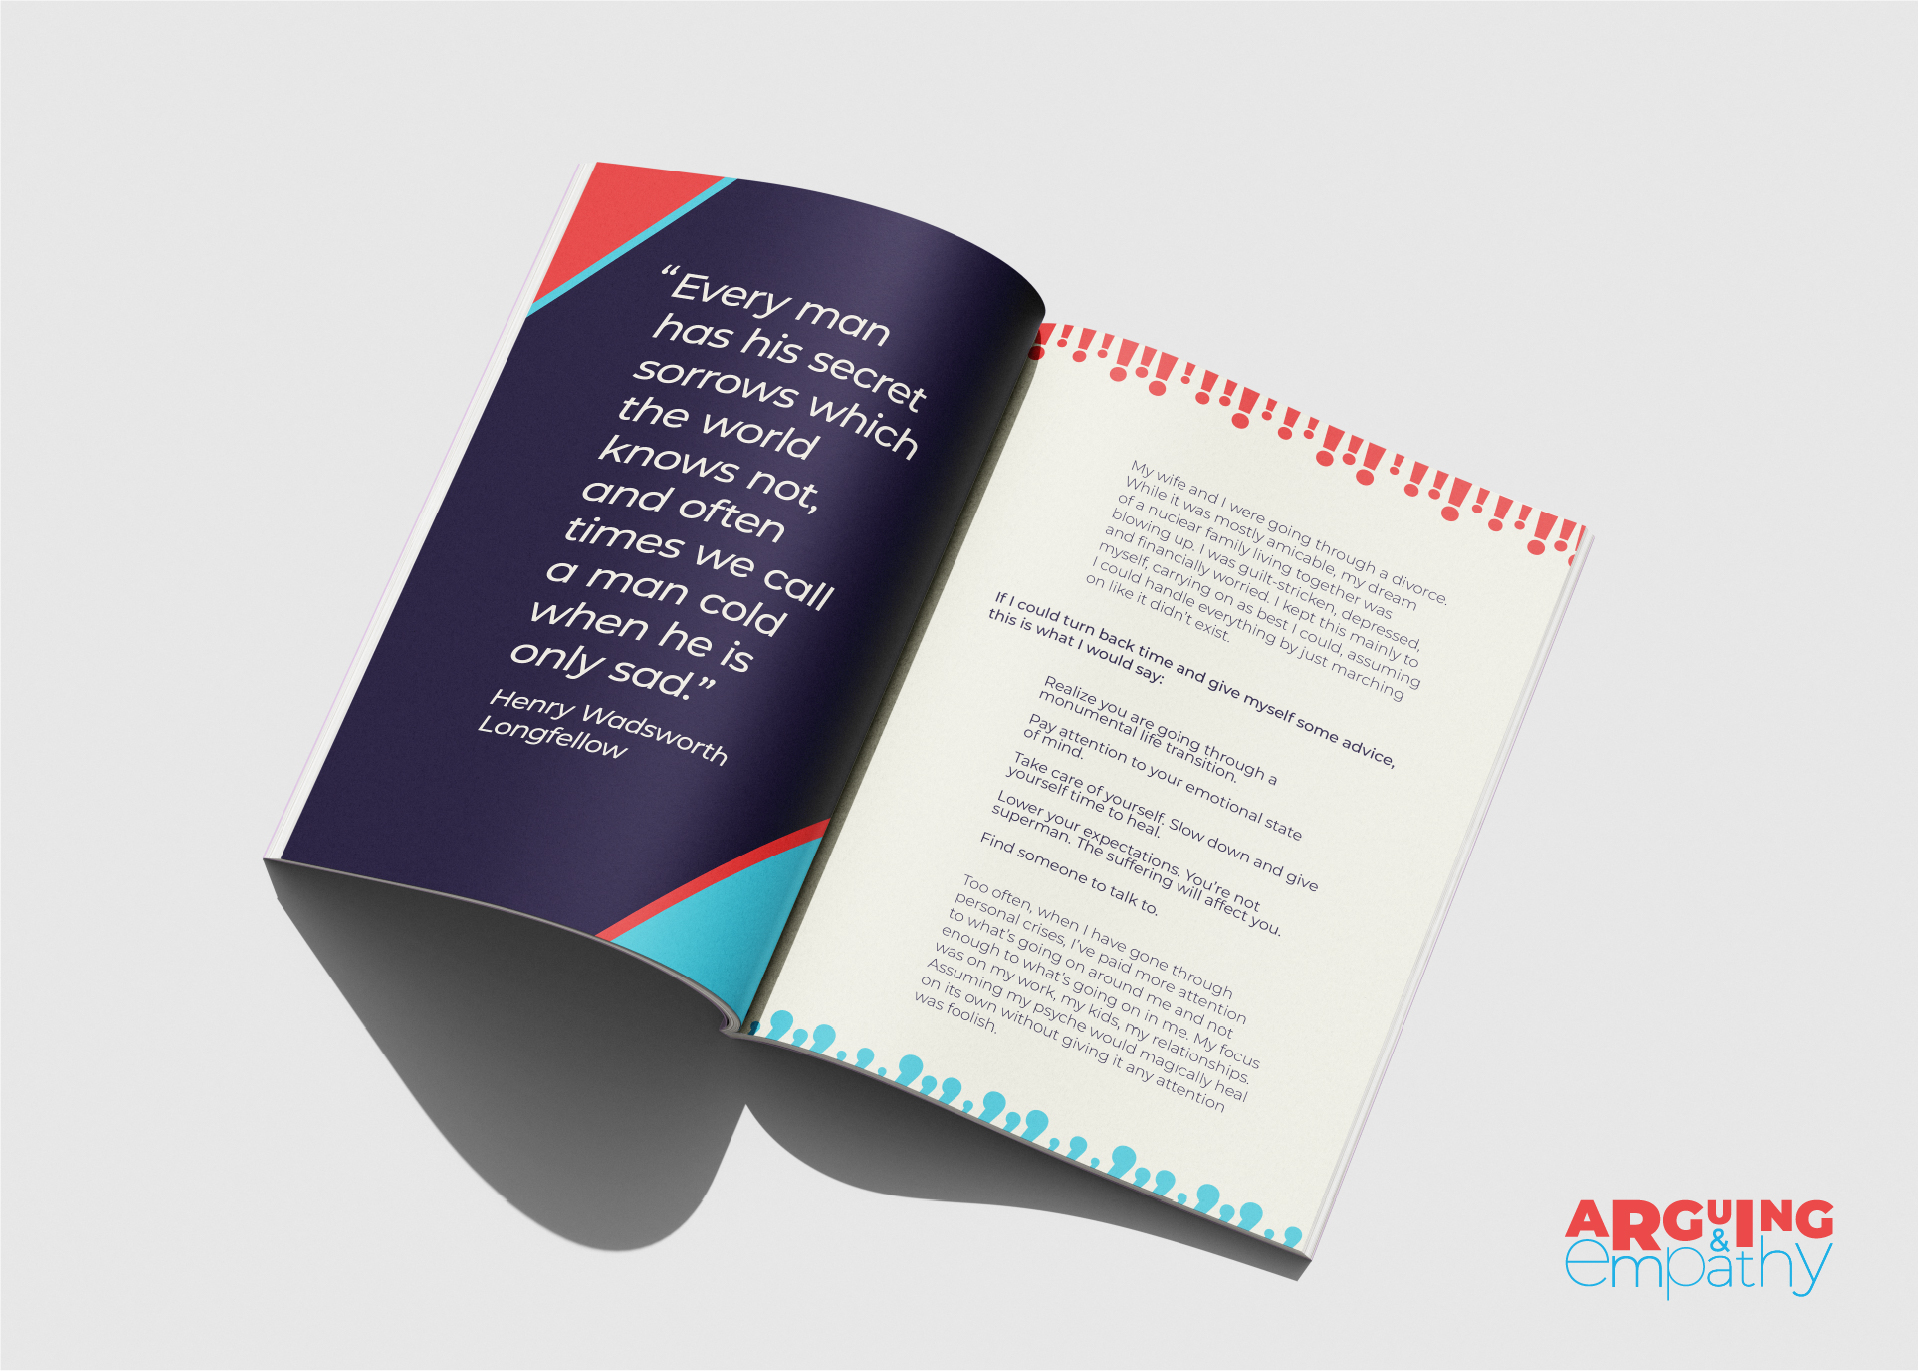 “Every man
has his secret
sorrows which
the world
knows not,
and often
times we call
a man cold
when he is
only sad.”
Henry Wadsworth
Longfellow
My wife and I were going through a divorce.
While it was mostly amicable, my dream
of a nuclear family living together was
blowing up. I was guilt-stricken, depressed,
and financially worried. I kept this mainly to
myself, carrying on as best I could, assuming
I could handle everything by just marching
on like it didn’t exist.
If I could turn back time and give myself some advice,
this is what I would say:
Realize you are going through a
monumental life transition.
Pay attention to your emotional state
of mind.
Take care of yourself. Slow down and give
yourself time to heal.
Lower your expectations. You’re not
superman. The suffering will affect you.
Find someone to talk to.
Too often, when I have gone through
personal crises, I’ve paid more attention
to what’s going on around me and not
enough to what’s going on in me. My focus
was on my work, my kids, my relationships.
Assuming my psyche would magically heal
on its own without giving it any attention
was foolish.
ARGUING
&
empathy